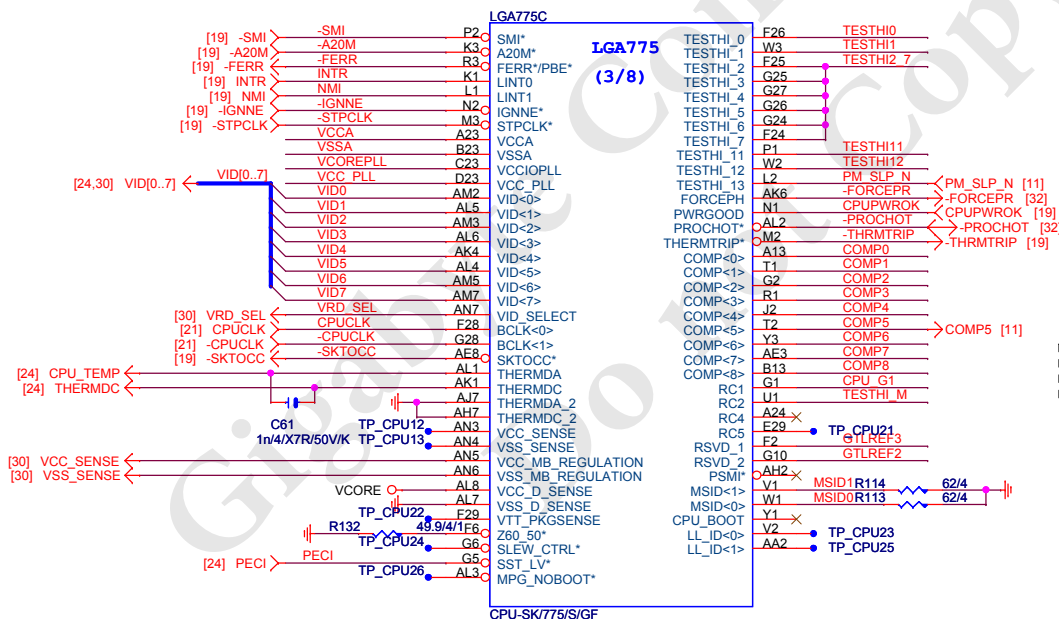 LGA775C
LGA775
(3/8)
[19] -SMI -SMI P2 SMI*
[19] -A20M -A20M K3 A20M*
[19] -FERR -FERR R3 FERR*/PBE*
[19] INTR INTR K1 LINT0
[19] NMI NMI L1 LINT1
[19] -IGNNE -IGNNE N2 IGNNE*
[19] -STPCLK -STPCLK M3 STPCLK*
VCCA A23 VCCA
VSSA B23 VSSA
VCOREPLL C23 VCCIOPLL
VCC_PLL D23 VCC_PLL
[24,30] VID[0..7] VID[0..7]
VID0 AM2 VID<0>
VID1 AL5 VID<1>
VID2 AM3 VID<2>
VID3 AL6 VID<3>
VID4 AK4 VID<4>
VID5 AL4 VID<5>
VID6 AM5 VID<6>
VID7 AM7 VID<7>
[30] VRD_SEL VRD_SEL AN7 VID_SELECT
[21] CPUCLK CPUCLK F28 BCLK<0>
[21] -CPUCLK -CPUCLK G28 BCLK<1>
[19] -SKTOCC -SKTOCC AE8 SKTOCC*
[24] CPU_TEMP AL1 THERMDA
[24] THERMDC AK1 THERMDC
AJ7 THERMDA_2
AH7 THERMDC_2
C61
1n/4/X7R/50V/K
TP_CPU12 AN3 VCC_SENSE
TP_CPU13 AN4 VSS_SENSE
[30] VCC_SENSE AN5 VCC_MB_REGULATION
[30] VSS_SENSE AN6 VSS_MB_REGULATION
VCORE AL8 VCC_D_SENSE
AL7 VSS_D_SENSE
TP_CPU22 F29 VTT_PKGSENSE
R132 49.9/4/1 F6 Z60_50*
TP_CPU24 G6 SLEW_CTRL*
[24] PECI PECI G5 SST_LV*
TP_CPU26 AL3 MPG_NOBOOT*
TESTHI_0 F26 TESTHI0
TESTHI_1 W3 TESTHI1
TESTHI_2 F25 TESTHI2_7
TESTHI_3 G25
TESTHI_4 G27
TESTHI_5 G26
TESTHI_6 G24
TESTHI_7 F24
TESTHI_11 P1 TESTHI11
TESTHI_12 W2 TESTHI12
TESTHI_13 L2 PM_SLP_N PM_SLP_N [11]
FORCEPH AK6 -FORCEPR -FORCEPR [32]
PWRGOOD N1 CPUPWROK CPUPWROK [19]
PROCHOT* AL2 -PROCHOT -PROCHOT [32]
THERMTRIP* M2 -THRMTRIP -THRMTRIP [19]
COMP<0> A13 COMP0
COMP<1> T1 COMP1
COMP<2> G2 COMP2
COMP<3> R1 COMP3
COMP<4> J2 COMP4
COMP<5> T2 COMP5 COMP5 [11]
COMP<6> Y3 COMP6
COMP<7> AE3 COMP7
COMP<8> B13 COMP8
RC1 G1 CPU_G1
RC2 U1 TESTHI_M
RC4 A24
RC5 E29 TP_CPU21
RSVD_1 F2 GTLREF3
RSVD_2 G10 GTLREF2
PSMI* AH2
MSID<1> V1 MSID1 R114 62/4
MSID<0> W1 MSID0 R113 62/4
CPU_BOOT Y1
LL_ID<0> V2 TP_CPU23
LL_ID<1> AA2 TP_CPU25
CPU-SK/775/S/GF